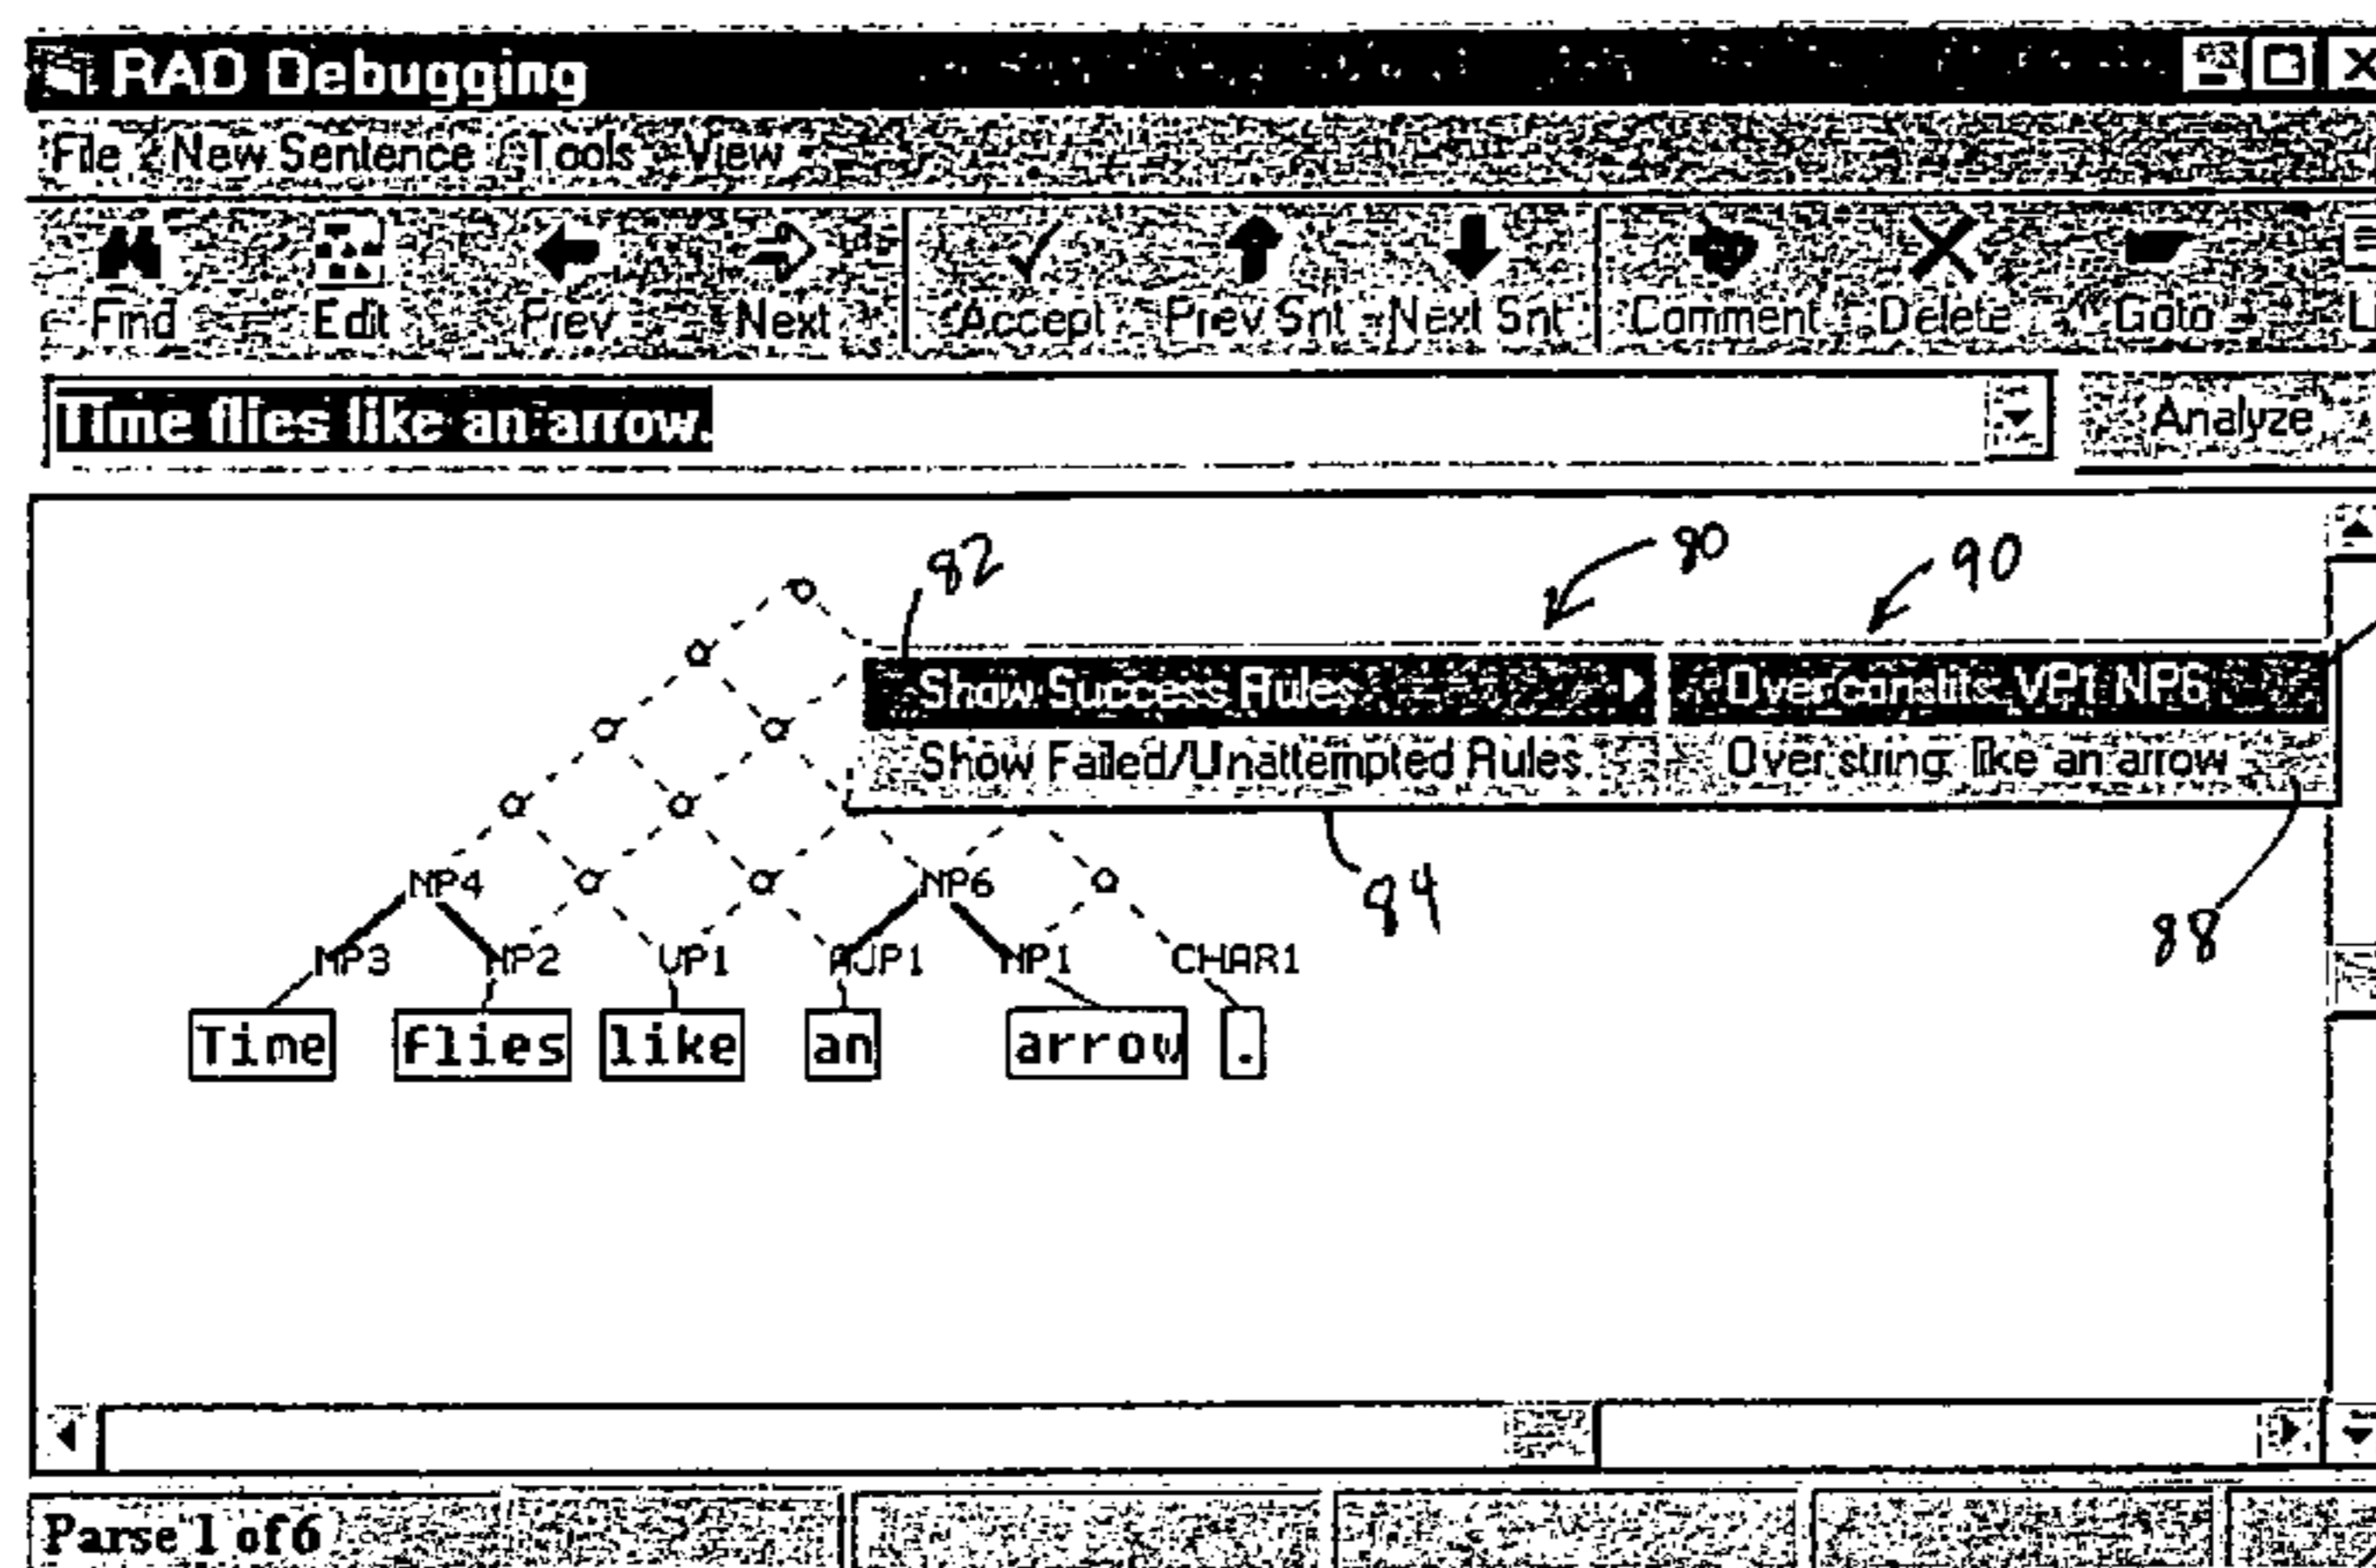 RAD Debugging
File New Sentence Tools View
Find Edit Prev Next Accept Prev Snt Next Snt Comment Delete Goto
Time flies like an arrow. Analyze
82 80 90
Show Success Rules Over constits. VP1 NP6
Show Failed/Unattempted Rules. Over string: like an arrow
84 88
NP4 NP6
NP3 NP2 VP1 AJP1 NP1 CHAR1
Time flies like an arrow .
Parse 1 of 6